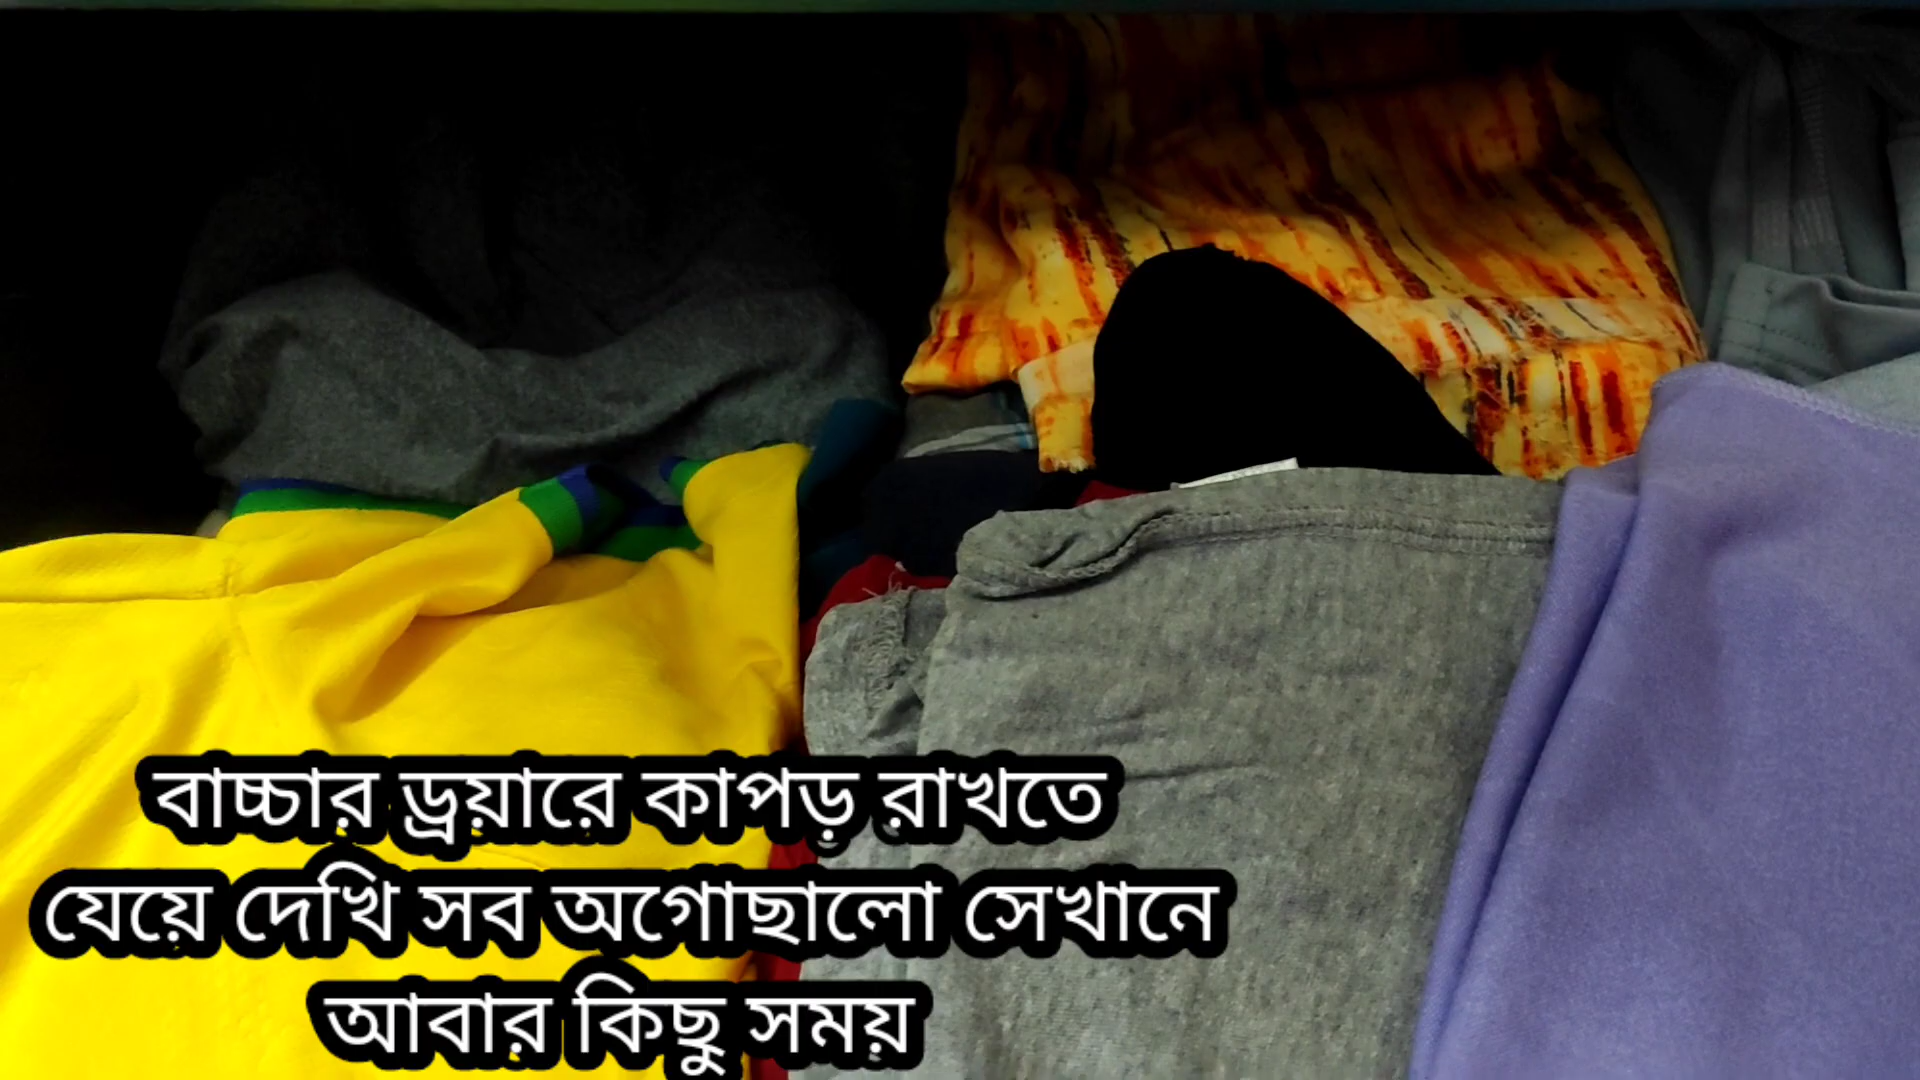 বাচ্চার ড্রয়ারে কাপড় রাখতে
যেয়ে দেখি সব অগোছালো সেখানে
আবার কিছু সময়